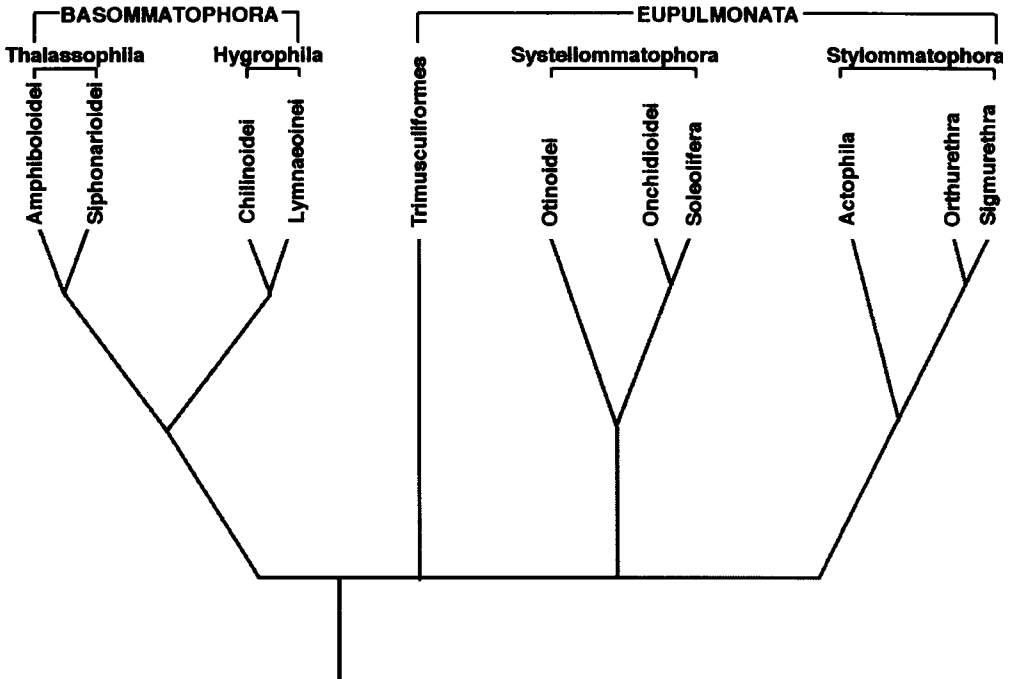 BASOMMATOPHORA
EUPULMONATA
Thalassophila
Hygrophila
Systellommatophora
Stylommatophora
Amphiboloidei
Siphonarioidei
Chilinoidei
Lymnaeoinei
Trimusculiformes
Otinoidei
Onchidioidei
Soleolifera
Actophila
Orthurethra
Sigmurethra